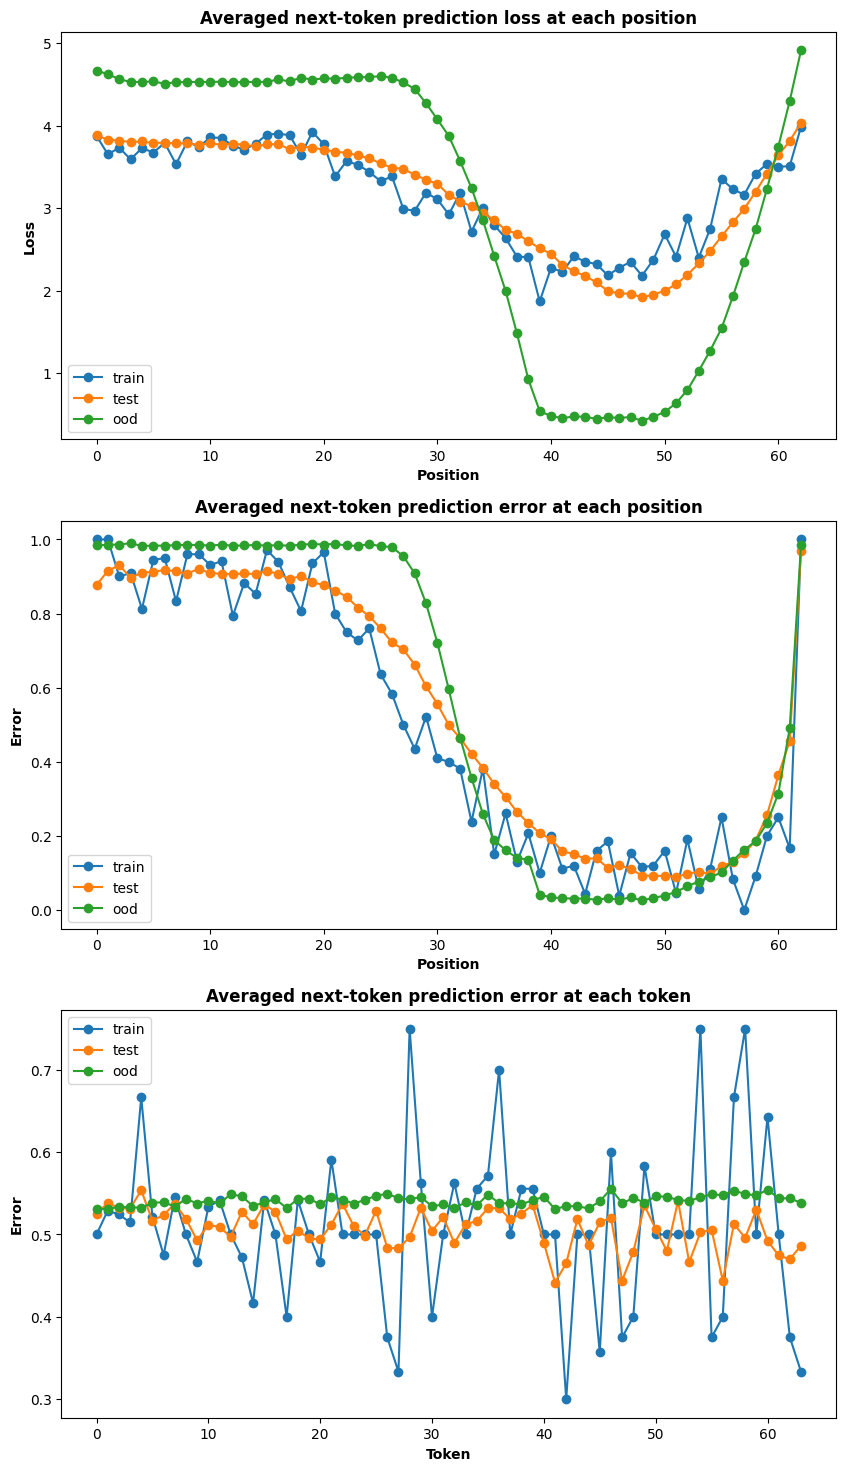 Averaged next-token prediction loss at each position
5
4
3
2
1
Loss
train
test
ood
0 10 20 30 40 50 60
Position
Averaged next-token prediction error at each position
1.0
0.8
0.6
0.4
0.2
0.0
Error
train
test
ood
0 10 20 30 40 50 60
Position
Averaged next-token prediction error at each token
train
test
ood
0.7
0.6
0.5
0.4
0.3
Error
0 10 20 30 40 50 60
Token